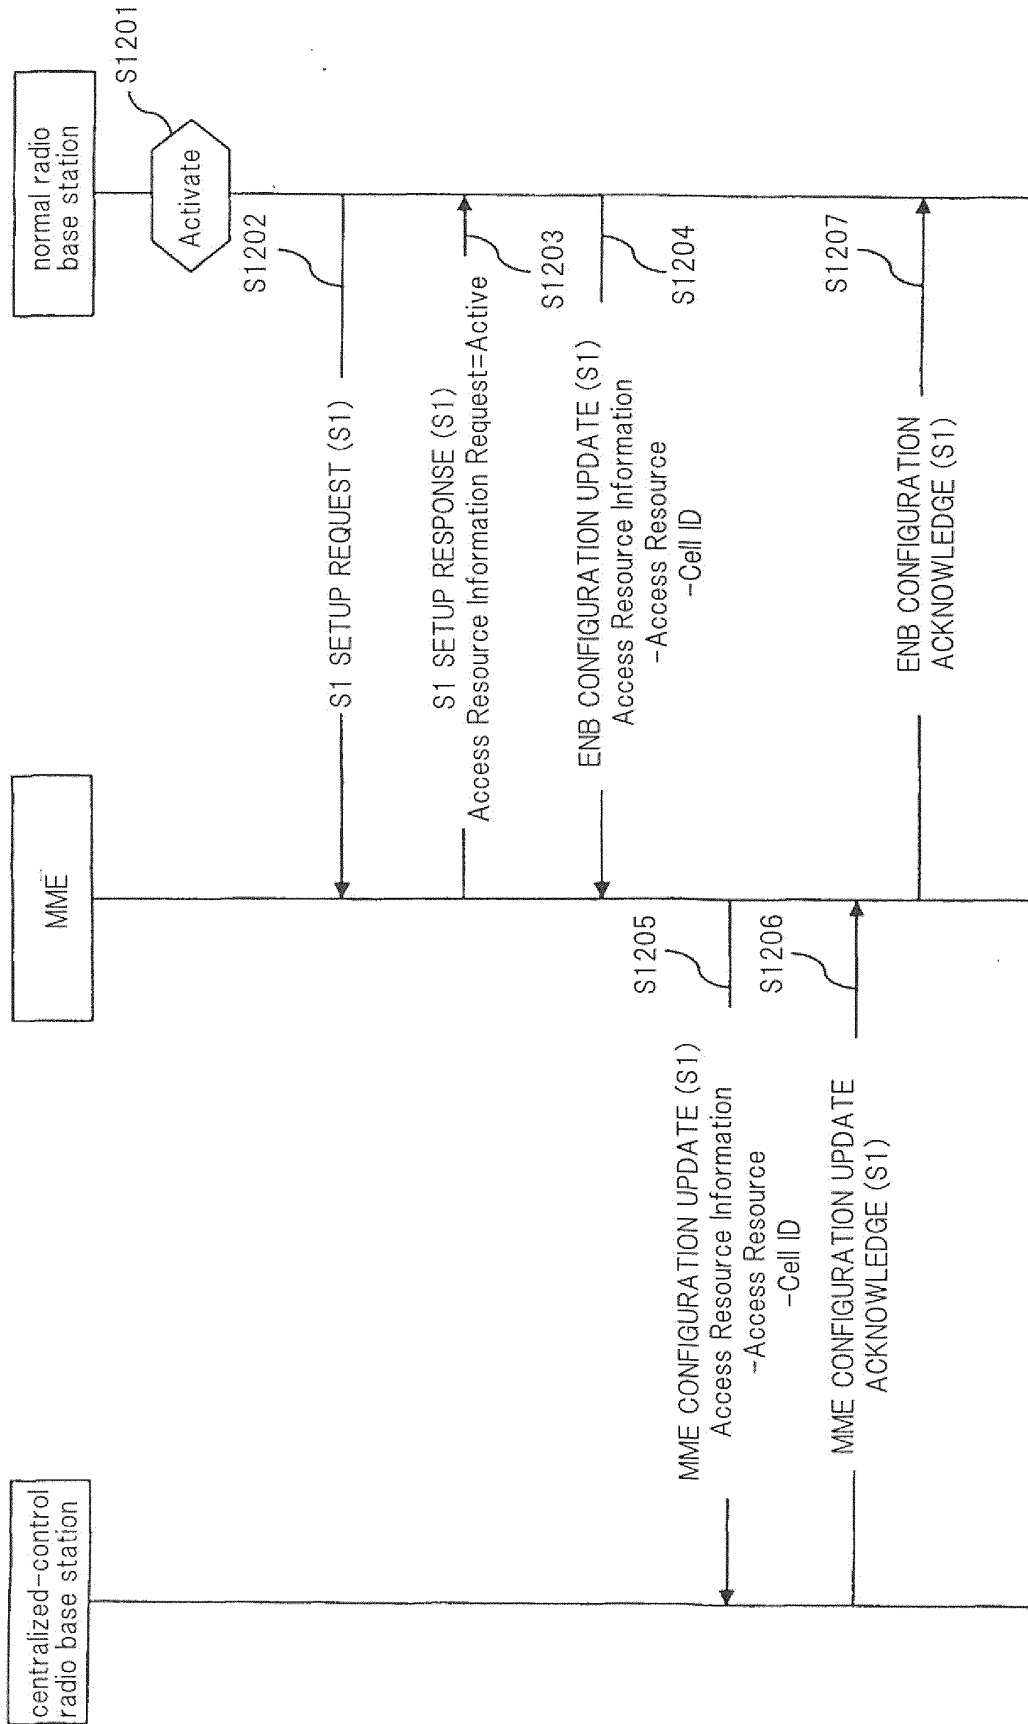 centralized-control
radio base station
MME
normal radio
base station
Activate
S1201
S1202
S1 SETUP REQUEST (S1)
S1 SETUP RESPONSE (S1)
Access Resource Information Request=Active
S1203
ENB CONFIGURATION UPDATE (S1)
Access Resource Information
-Access Resource
-Cell ID
S1204
MME CONFIGURATION UPDATE (S1)
Access Resource Information
-Access Resource
-Cell ID
S1205
MME CONFIGURATION UPDATE
ACKNOWLEDGE (S1)
S1206
ENB CONFIGURATION
ACKNOWLEDGE (S1)
S1207